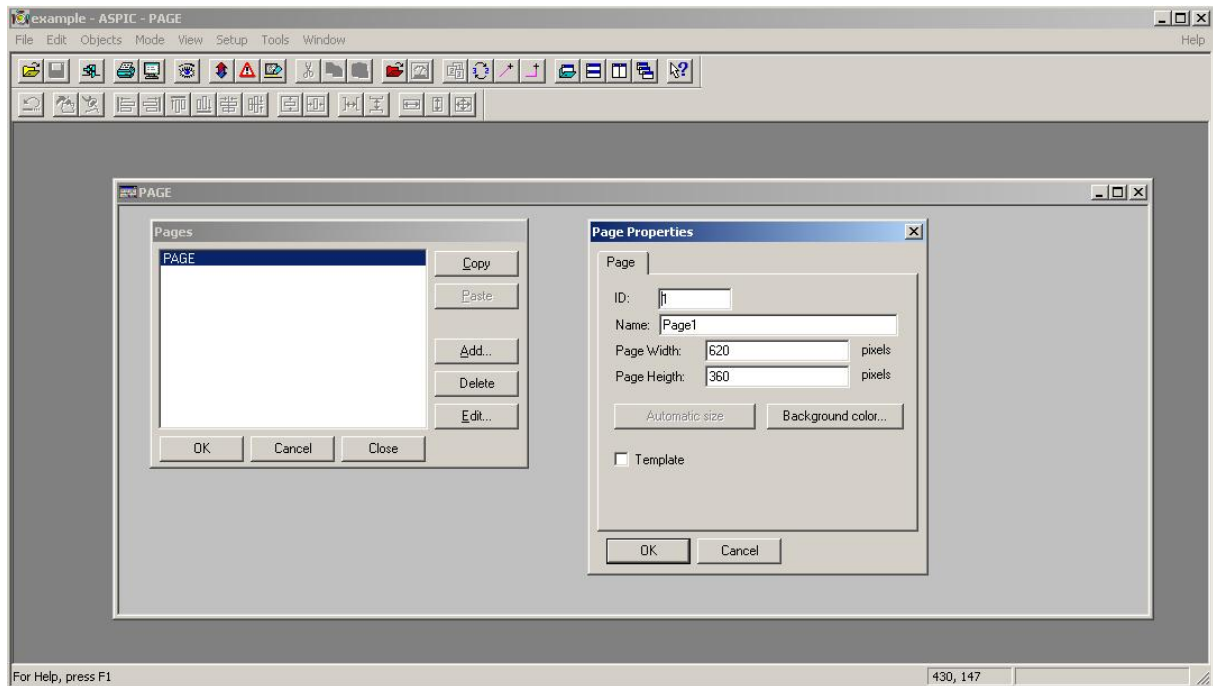 example - ASPIC - PAGE
File Edit Objects Mode View Setup Tools Window Help
PAGE
Pages
PAGE
Copy
Paste
Add...
Delete
Edit...
OK Cancel Close
Page Properties
Page
ID: 1
Name: Page1
Page Width: 620 pixels
Page Heigth: 360 pixels
Automatic size Background color...
Template
OK Cancel
For Help, press F1 430, 147